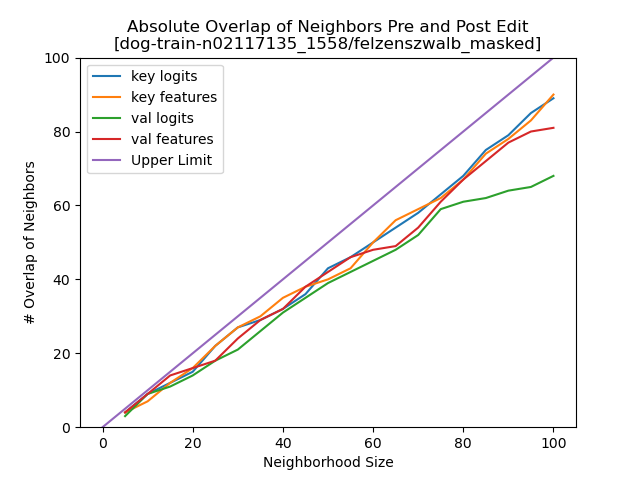 Absolute Overlap of Neighbors Pre and Post Edit
[dog-train-n02117135_1558/felzenszwalb_masked]
key logits
key features
val logits
val features
Upper Limit
# Overlap of Neighbors
100
80
60
40
20
0
0 20 40 60 80 100
Neighborhood Size